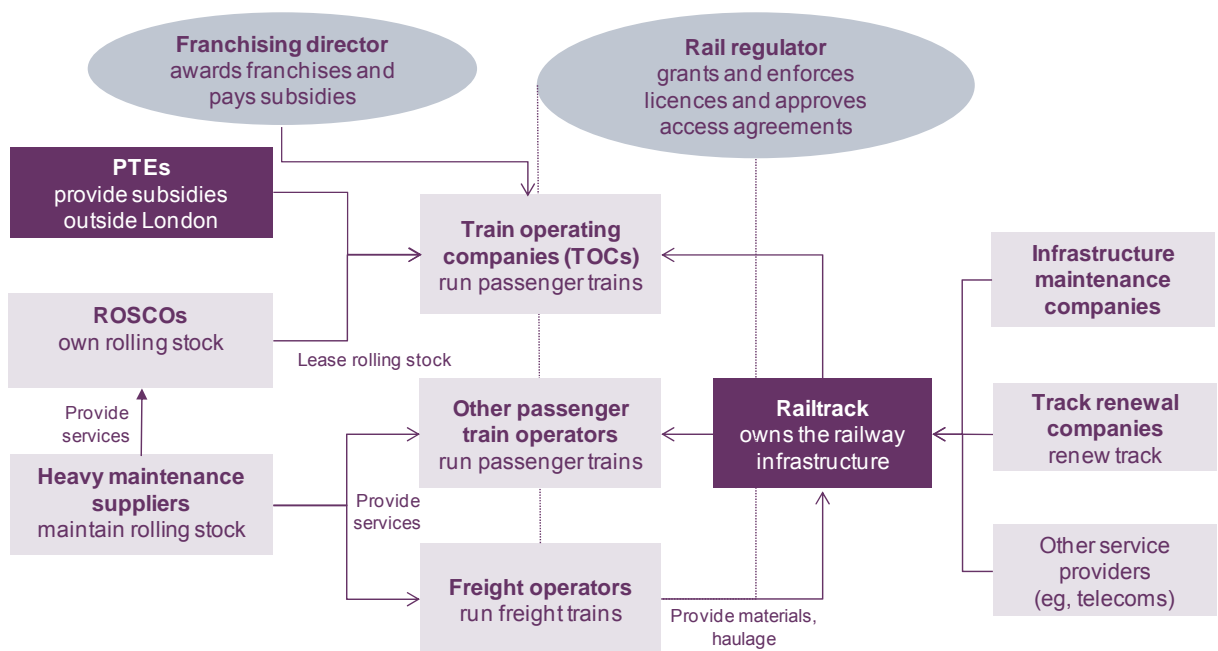 Franchising director
awards franchises and
pays subsidies
Rail regulator
grants and enforces
licences and approves
access agreements
PTEs
provide subsidies
outside London
Train operating
companies (TOCs)
run passenger trains
Infrastructure
maintenance
companies
ROSCOs
own rolling stock
Lease rolling stock
Provide
services
Other passenger
train operators
run passenger trains
Railtrack
owns the railway
infrastructure
Track renewal
companies
renew track
Heavy maintenance
suppliers
maintain rolling stock
Provide
services
Freight operators
run freight trains
Provide materials,
haulage
Other service
providers
(eg, telecoms)